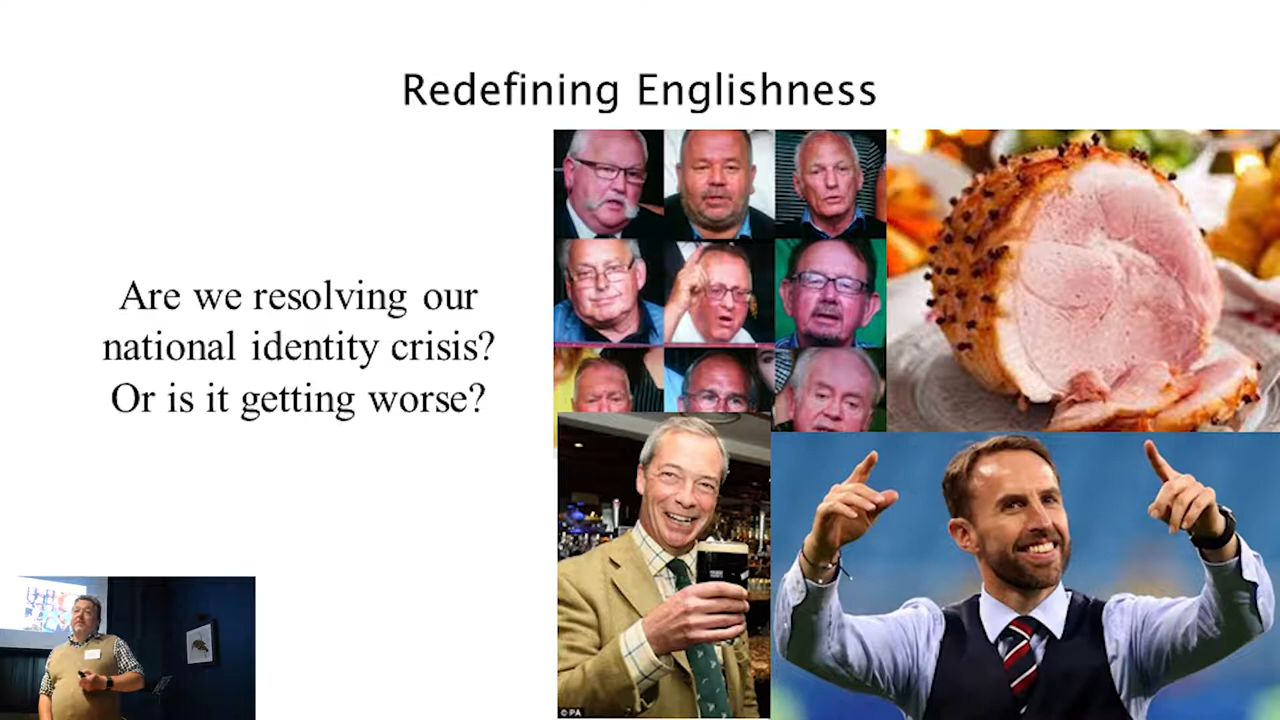 Redefining Englishness
Are we resolving our
national identity crisis?
Or is it getting worse?
© PA